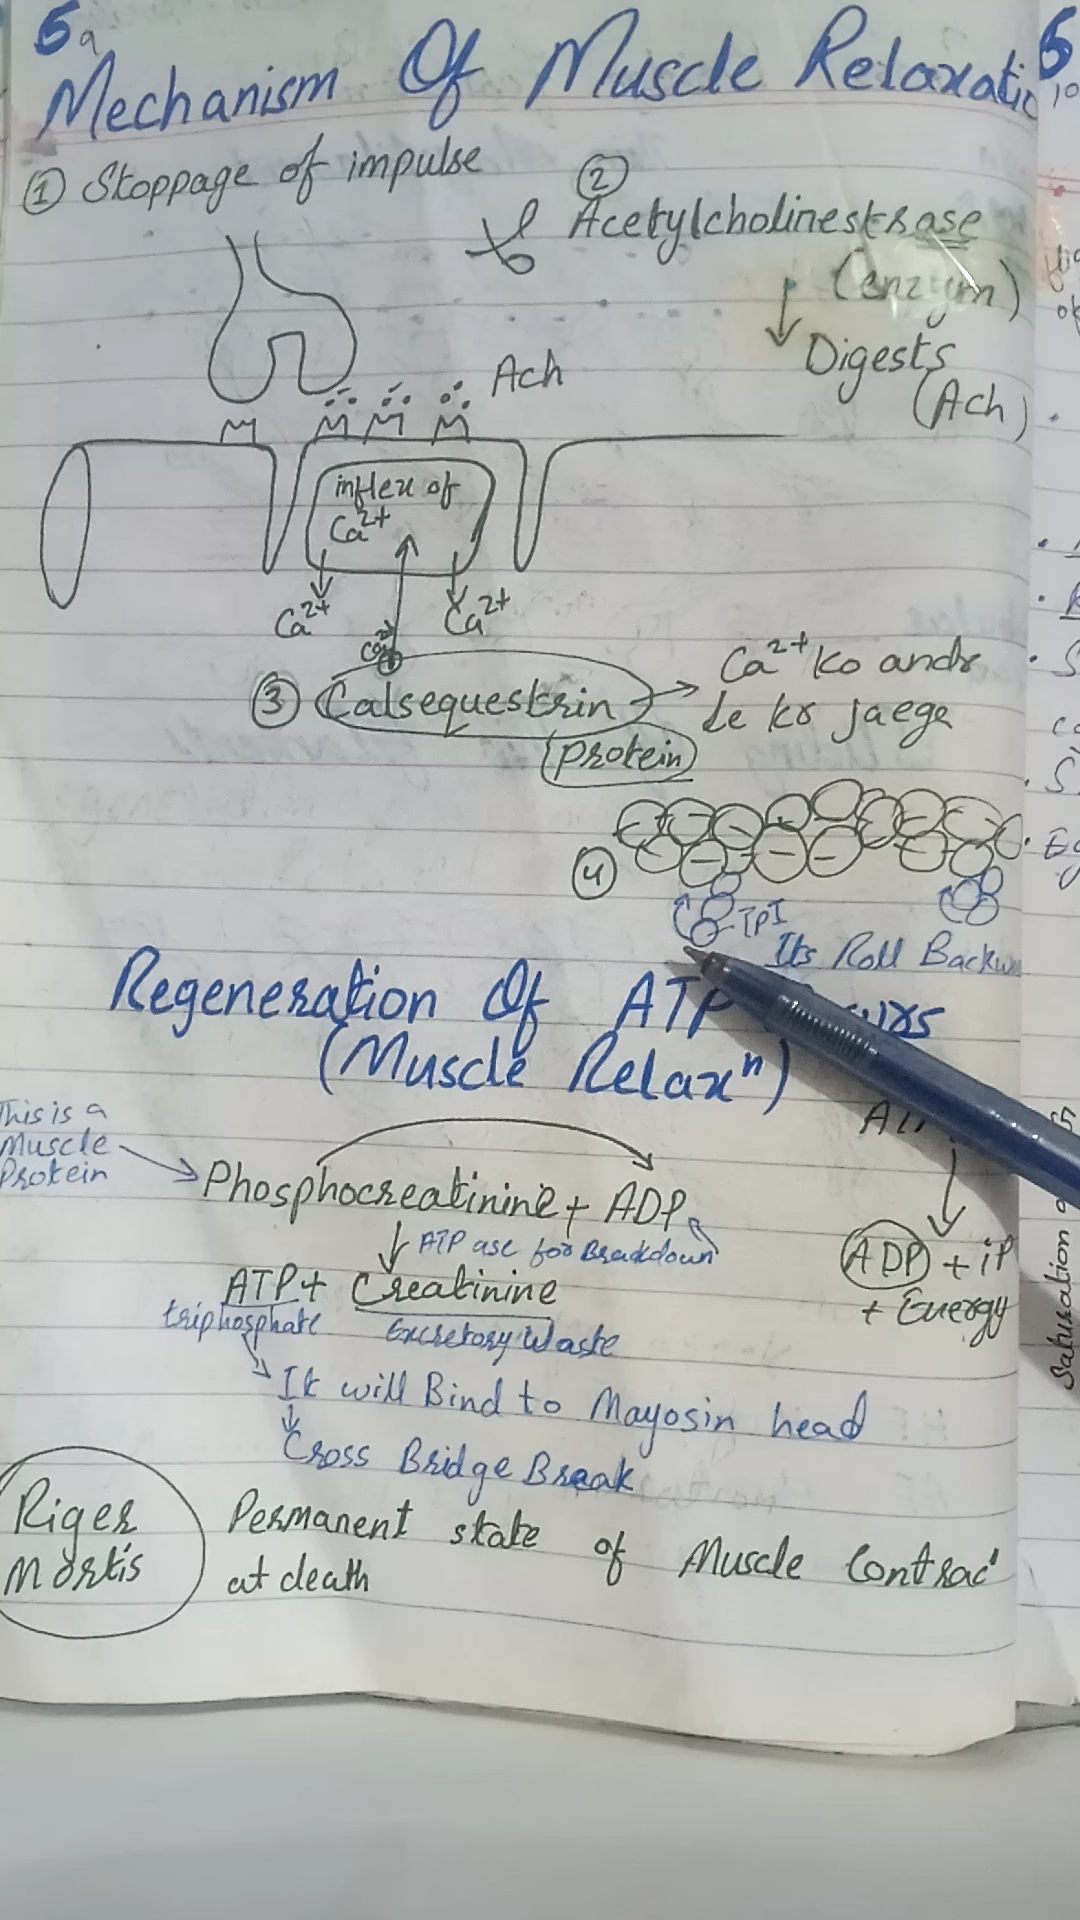 5a
Mechanism Of Muscle Relaxatio
① Stoppage of impulse
②
Acetylcholinestrase
(enzym)
Digests
(Ach)
Ach
M M M M
inflex of
Ca2+
Ca2+ Ca2+
③ Calsequestrin
(protein)
Ca2+ ko andr
le kr jaega
④
TPI
Its Roll Backw
Regeneration Of ATP
(Muscle Relaxn)
This is a
Muscle
Protein
Phosphocreatinine + ADP
ATP ase for Breakdown
ATP + Creatinine
triphosphate Excretory Waste
ADP + iP
+ Energy
It will Bind to Mayosin head
Cross Bridge Break
Riger
Mortis
Permanent state of Muscle Contrac
at death
Saturation